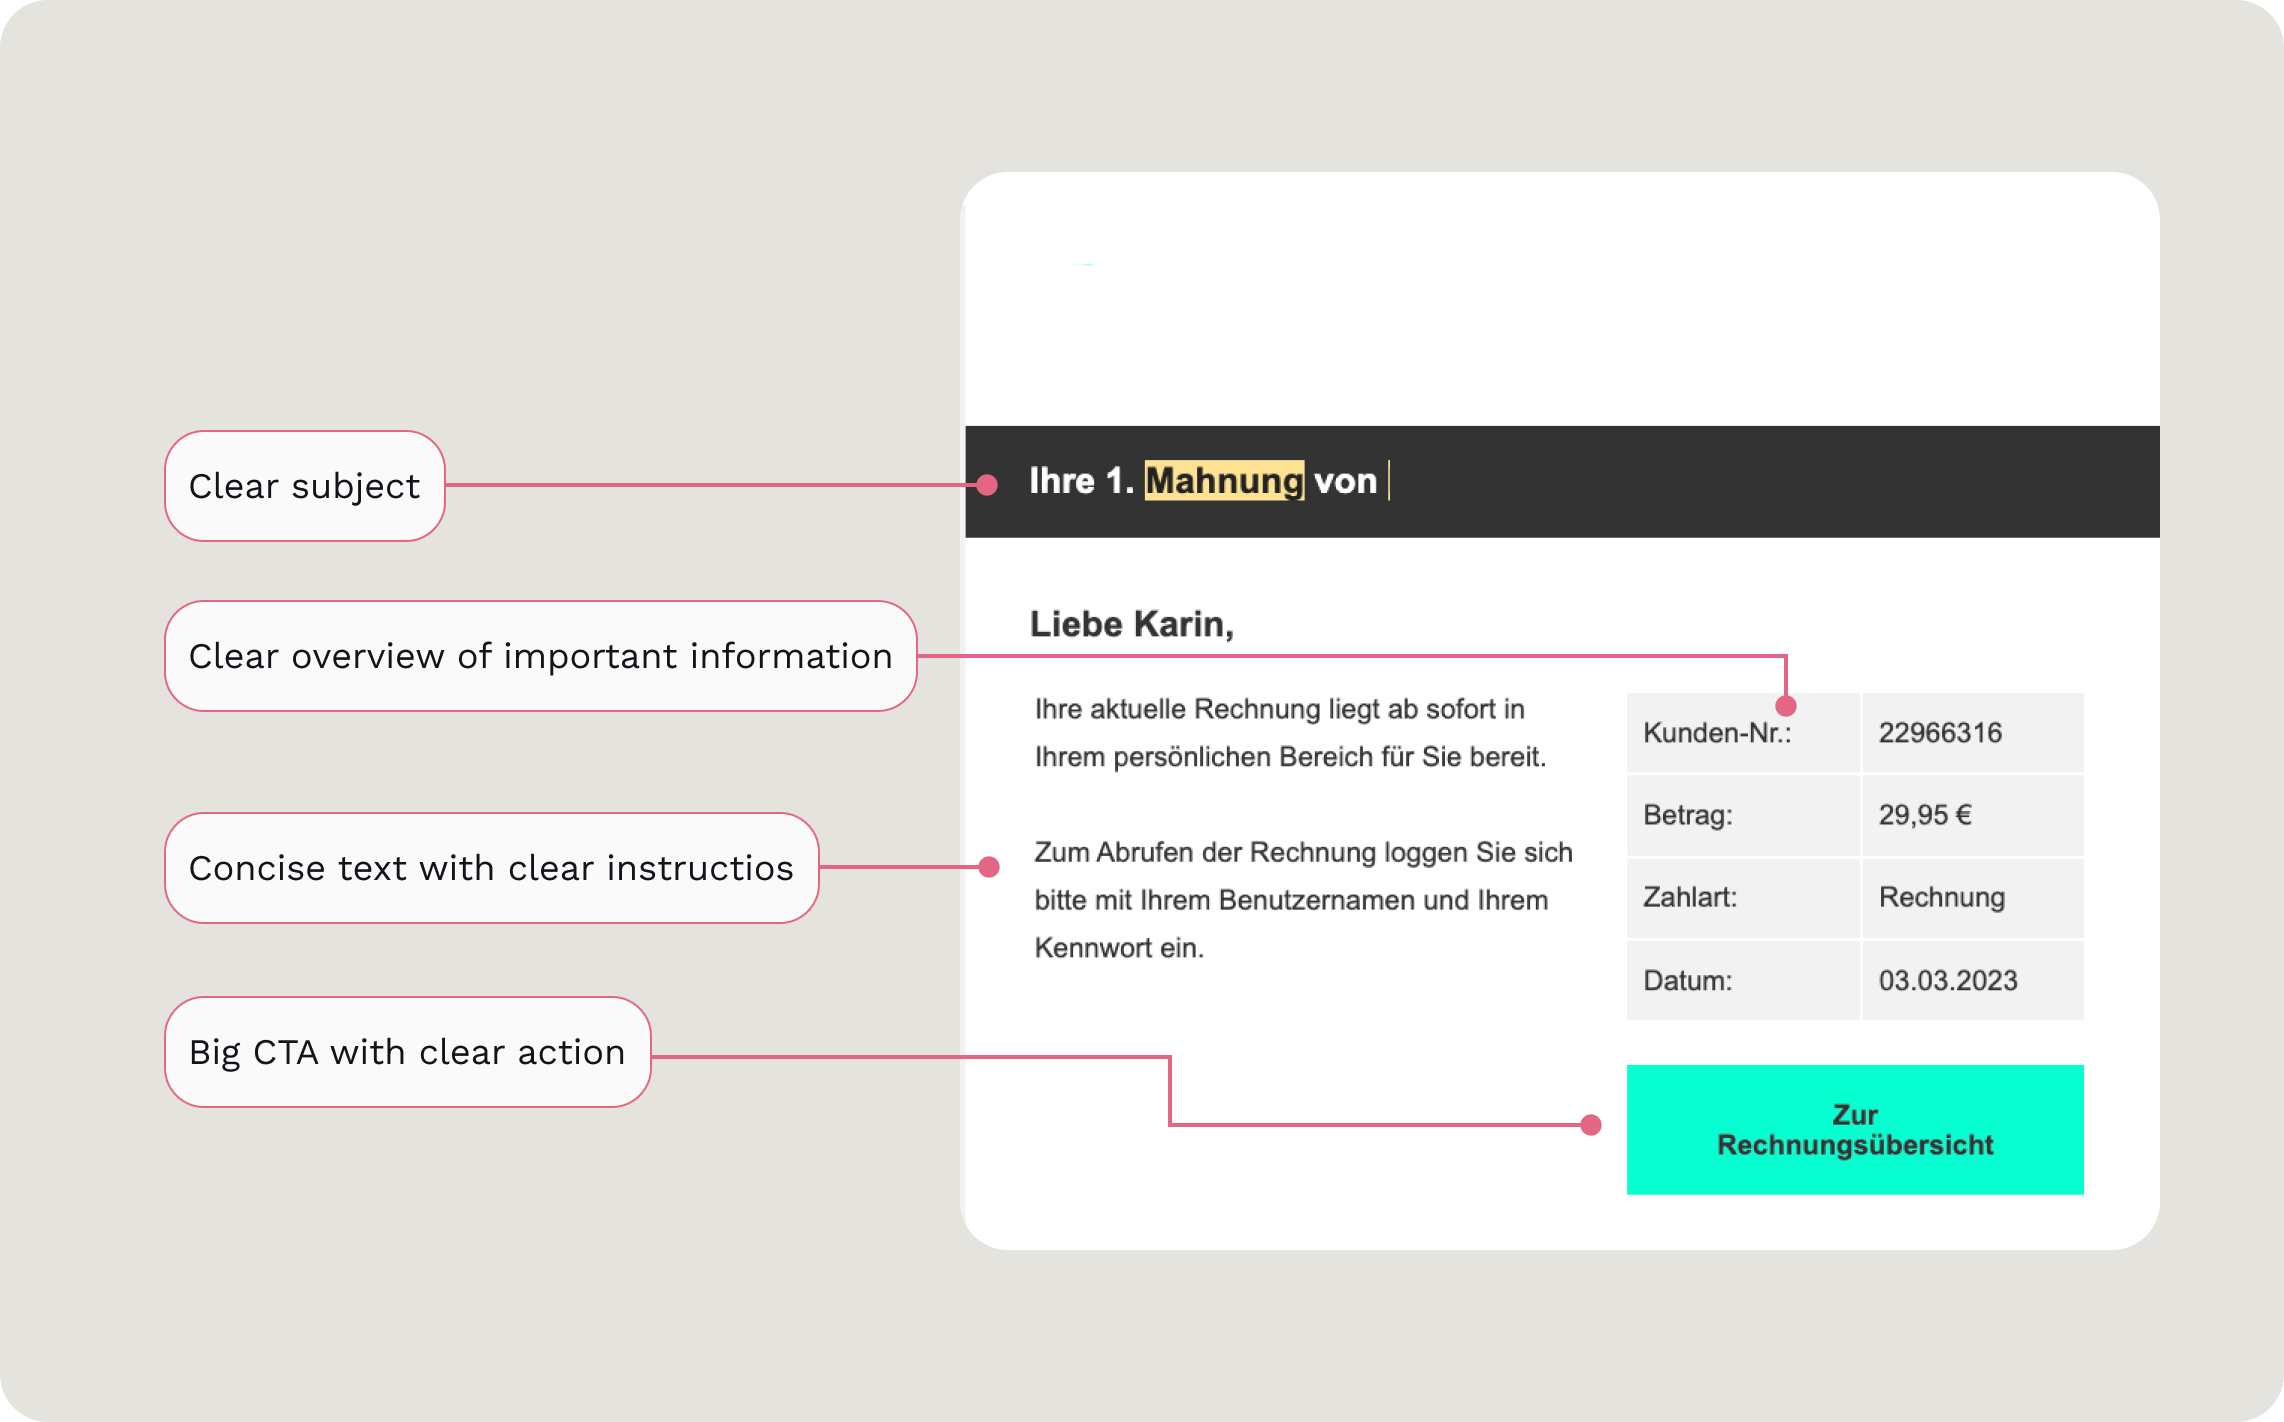 Clear subject
Clear overview of important information
Concise text with clear instructios
Big CTA with clear action
Ihre 1. Mahnung von
Liebe Karin,
Ihre aktuelle Rechnung liegt ab sofort in
Ihrem persönlichen Bereich für Sie bereit.
Zum Abrufen der Rechnung loggen Sie sich
bitte mit Ihrem Benutzernamen und Ihrem
Kennwort ein.
Kunden-Nr.: 22966316
Betrag: 29,95 €
Zahlart: Rechnung
Datum: 03.03.2023
Zur
Rechnungsübersicht